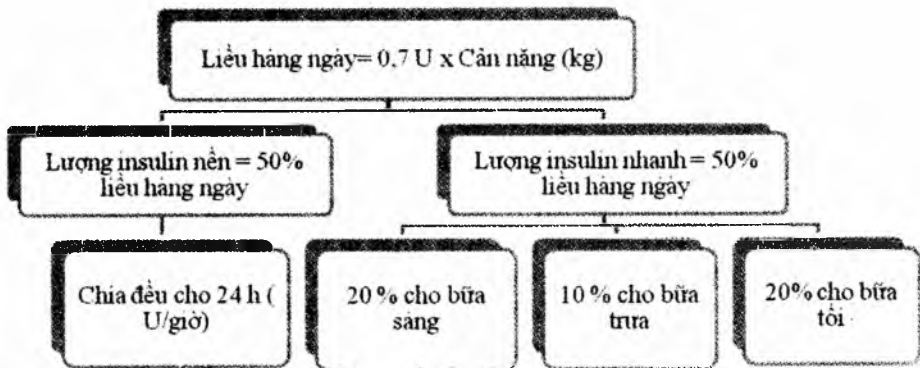 Liều hàng ngày= 0,7 U x Cân nặng (kg)
Lượng insulin nền = 50%
liều hàng ngày
Lượng insulin nhanh = 50%
liều hàng ngày
Chia đều cho 24 h (
U/giờ)
20 % cho bữa
sáng
10 % cho bữa
trưa
20% cho bữa
tối